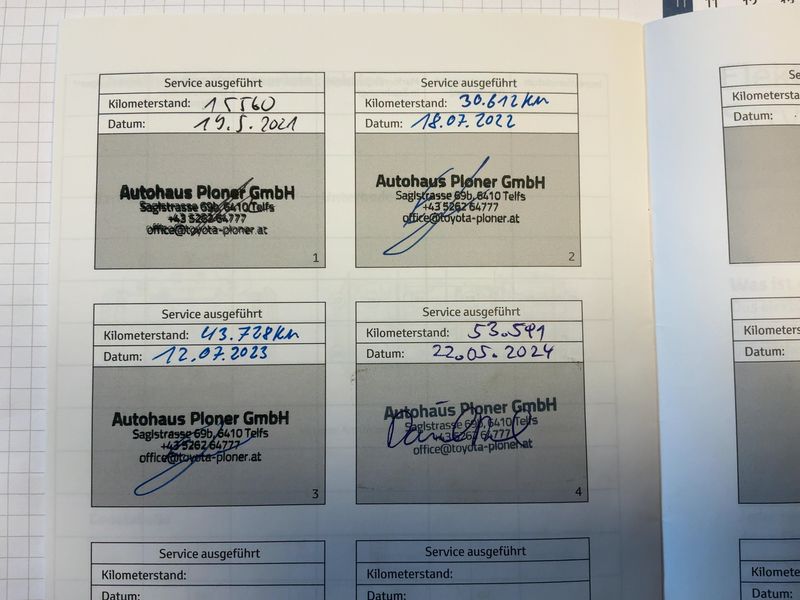 Service ausgeführt
Kilometerstand: 15560
Datum: 19.5.2021
Autohaus Ploner GmbH
Saglstrasse 69b, 6410 Telfs
+43 5262 64777
office@toyota-ploner.at
1
Service ausgeführt
Kilometerstand: 30.612 km
Datum: 18.07.2022
Autohaus Ploner GmbH
Saglstrasse 69b, 6410 Telfs
+43 5262 64777
office@toyota-ploner.at
2
Service ausgeführt
Kilometerstand: 43.728 km
Datum: 12.07.2023
Autohaus Ploner GmbH
Saglstrasse 69b, 6410 Telfs
+43 5262 64777
office@toyota-ploner.at
3
Service ausgeführt
Kilometerstand: 53.591
Datum: 22.05.2024
Autohaus Ploner GmbH
Saglstrasse 69b, 6410 Telfs
+43 5262 64777
office@toyota-ploner.at
4
Service ausgeführt
Kilometerstand:
Datum:
Service ausgeführt
Kilometerstand:
Datum:
Se
Kilometersta
Datum:
S
Kilometerst
Datum:
Kilomete
Datum: